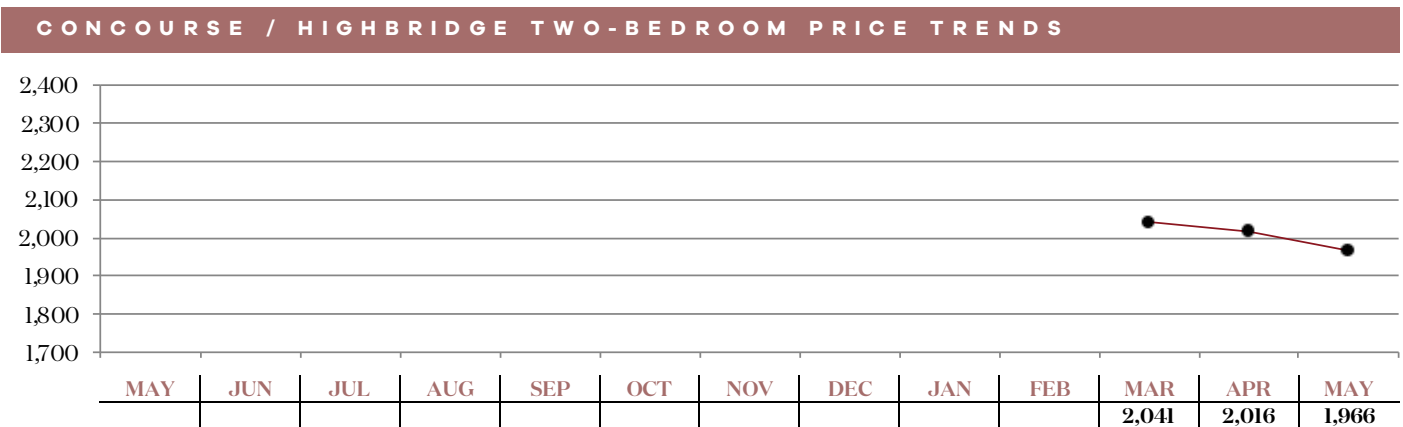 CONCOURSE / HIGHBRIDGE TWO-BEDROOM PRICE TRENDS
2,400
2,300
2,200
2,100
2,000
1,900
1,800
1,700
MAY JUN JUL AUG SEP OCT NOV DEC JAN FEB MAR APR MAY
2,041 2,016 1,966